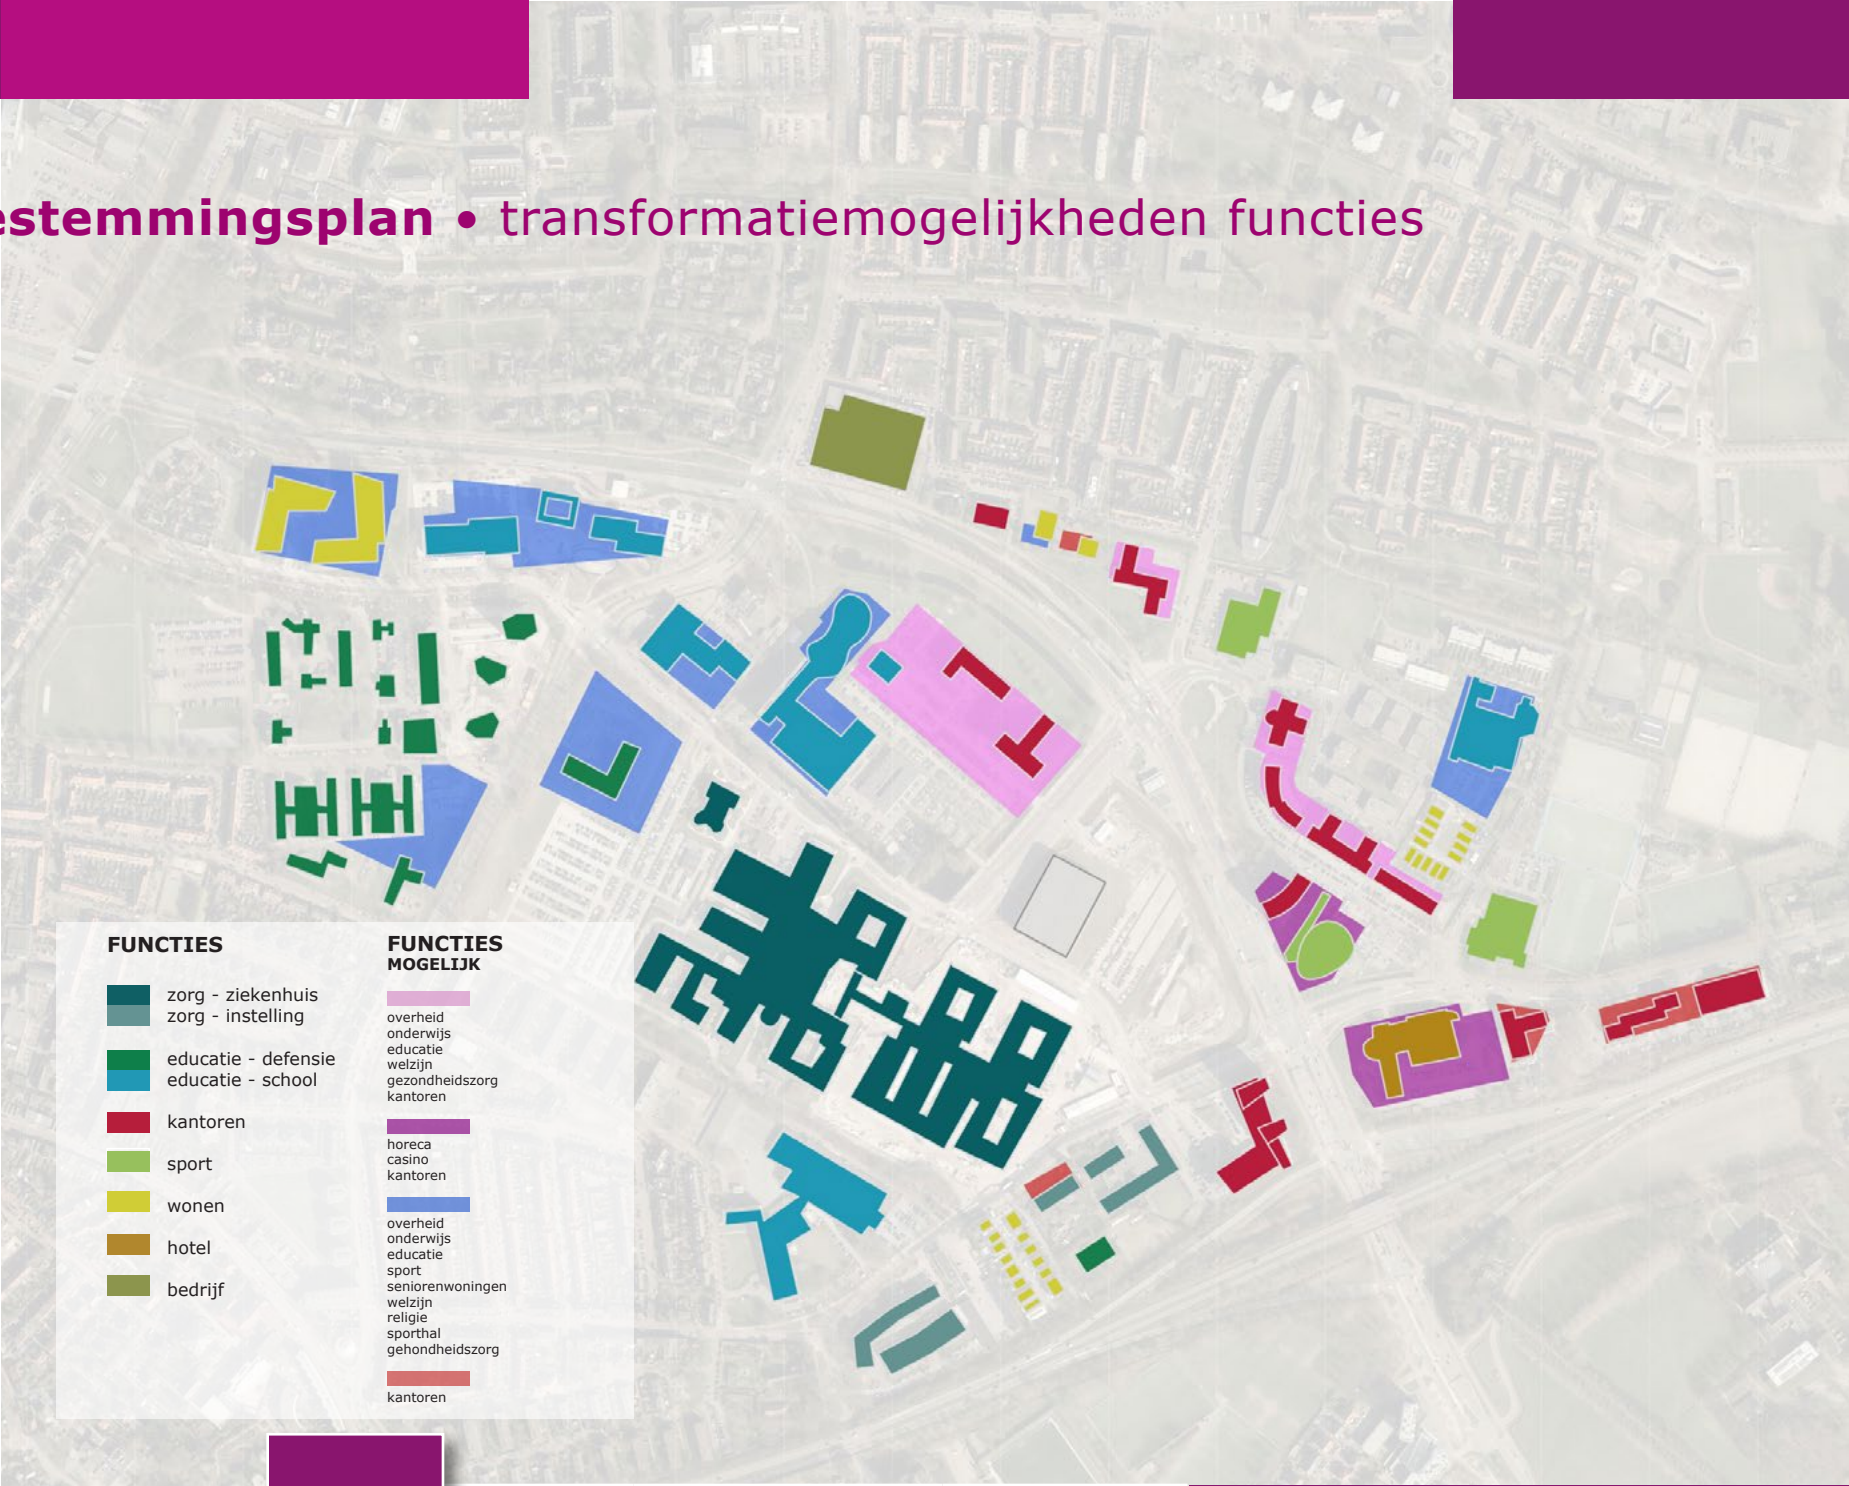 estemmingsplan • transformatiemogelijkheden functies
FUNCTIES
zorg - ziekenhuis
zorg - instelling
educatie - defensie
educatie - school
kantoren
sport
wonen
hotel
bedrijf
FUNCTIES
MOGELIJK
overheid
onderwijs
educatie
welzijn
gezondheidszorg
kantoren
horeca
casino
kantoren
overheid
onderwijs
educatie
sport
seniorenwoningen
welzijn
religie
sporthal
gehondheidszorg
kantoren